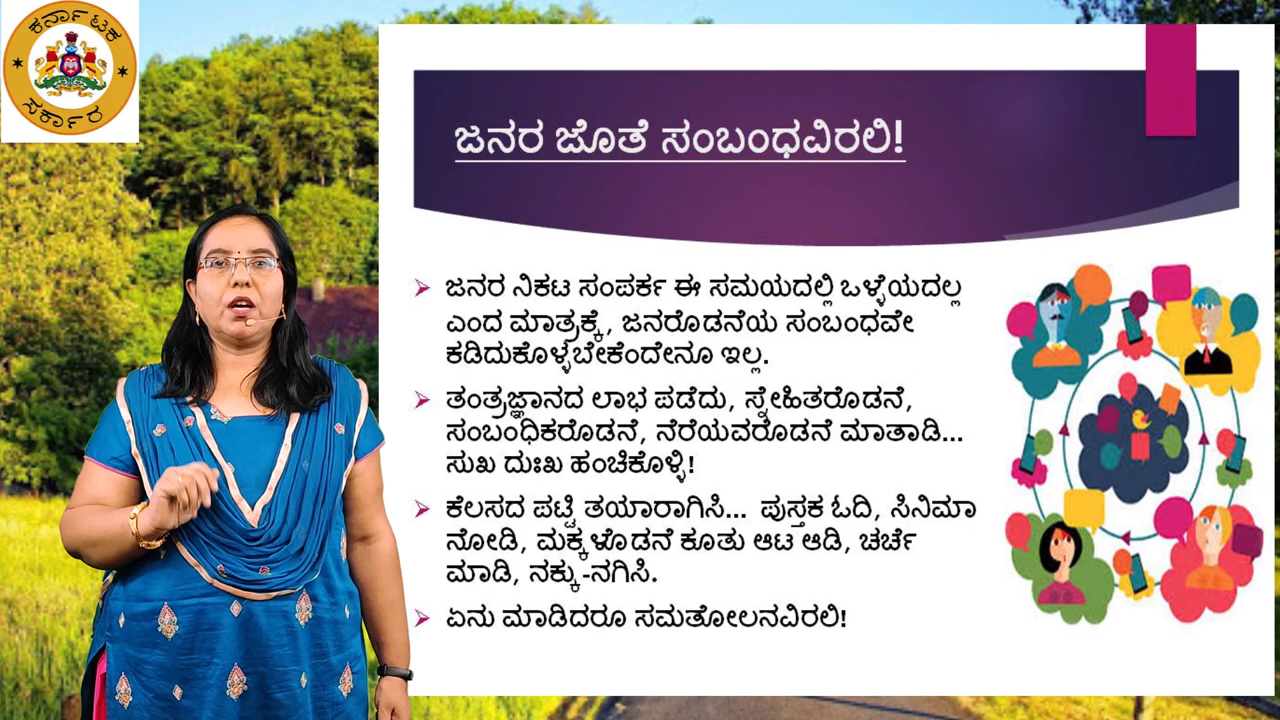 ಕರ್ನಾಟಕ
ಸರ್ಕಾರ
ಜನರ ಜೊತೆ ಸಂಬಂಧವಿರಲಿ!
ಜನರ ನಿಕಟ ಸಂಪರ್ಕ ಈ ಸಮಯದಲ್ಲಿ ಒಳ್ಳೆಯದಲ್ಲ
ಎಂದ ಮಾತ್ರಕ್ಕೆ, ಜನರೊಡನೆಯ ಸಂಬಂಧವೇ
ಕಡಿದುಕೊಳ್ಳಬೇಕೆಂದೇನೂ ಇಲ್ಲ.
ತಂತ್ರಜ್ಞಾನದ ಲಾಭ ಪಡೆದು, ಸ್ನೇಹಿತರೊಡನೆ,
ಸಂಬಂಧಿಕರೊಡನೆ, ನೆರೆಯವರೊಡನೆ ಮಾತಾಡಿ...
ಸುಖ ದುಃಖ ಹಂಚಿಕೊಳ್ಳಿ!
ಕೆಲಸದ ಪಟ್ಟಿ ತಯಾರಾಗಿಸಿ... ಪುಸ್ತಕ ಓದಿ, ಸಿನಿಮಾ
ನೋಡಿ, ಮಕ್ಕಳೊಡನೆ ಕೂತು ಆಟ ಆಡಿ, ಚರ್ಚೆ
ಮಾಡಿ, ನಕ್ಕು-ನಗಿಸಿ.
ಏನು ಮಾಡಿದರೂ ಸಮತೋಲನವಿರಲಿ!